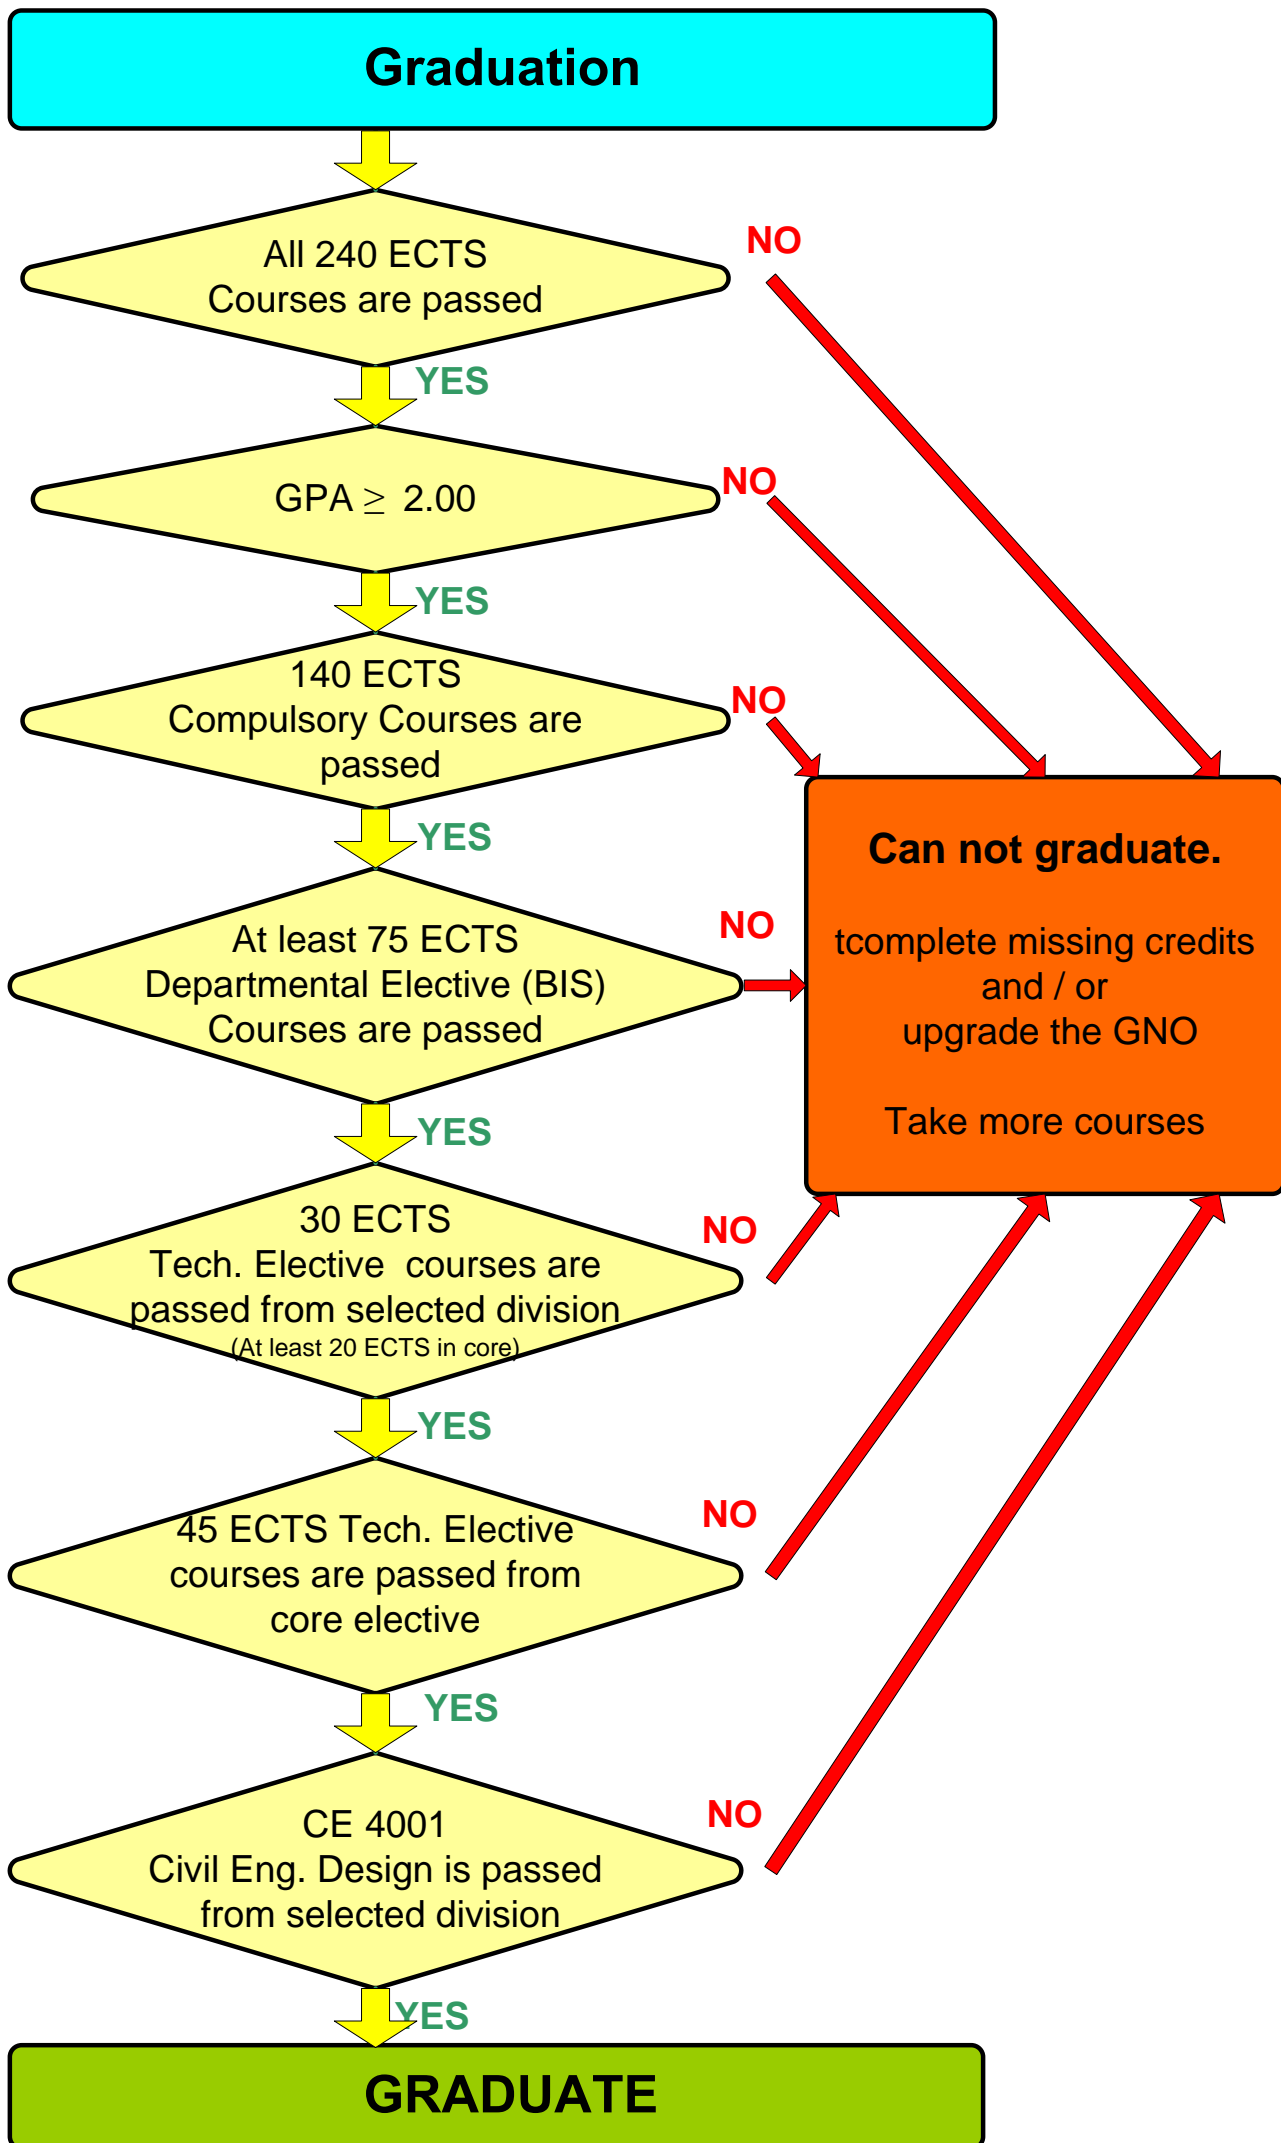 Graduation
All 240 ECTS
Courses are passed
NO
YES
GPA ≥ 2.00
NO
YES
140 ECTS
Compulsory Courses are
passed
NO
YES
At least 75 ECTS
Departmental Elective (BIS)
Courses are passed
NO
Can not graduate.
tcomplete missing credits
and / or
upgrade the GNO
Take more courses
YES
30 ECTS
Tech. Elective  courses are
passed from selected division
(At least 20 ECTS in core)
NO
YES
45 ECTS Tech. Elective
courses are passed from
core elective
NO
YES
CE 4001
Civil Eng. Design is passed
from selected division
NO
YES
GRADUATE